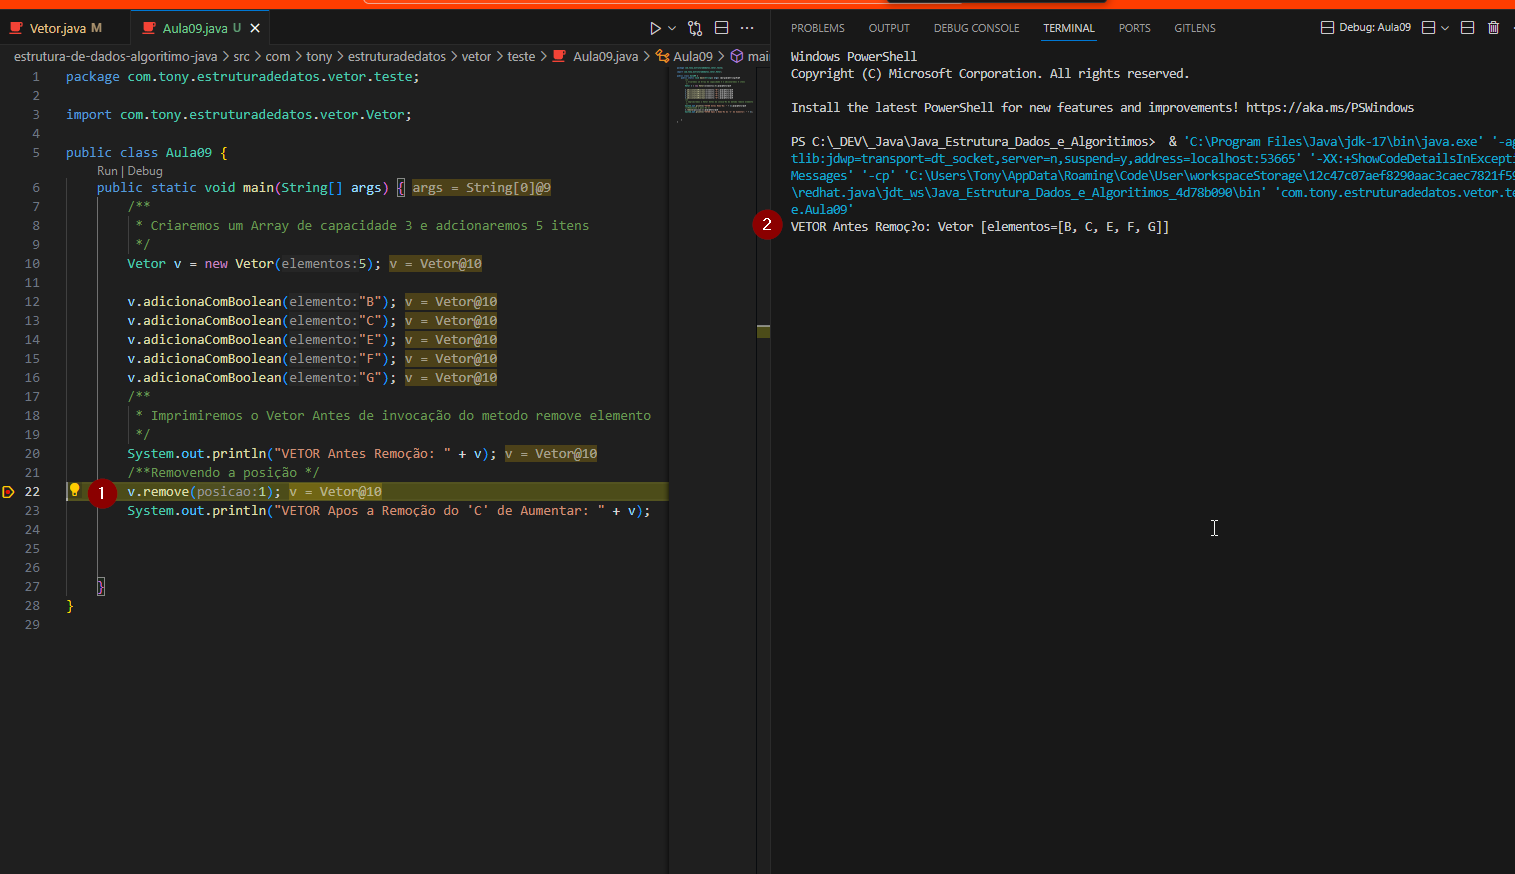 Vetor.java M
Aula09.java U
estrutura-de-dados-algoritimo-java > src > com > tony > estruturadedatos > vetor > teste > Aula09.java > Aula09 > mai
1 package com.tony.estruturadedatos.vetor.teste;
2
3 import com.tony.estruturadedatos.vetor.Vetor;
4
5 public class Aula09 {
Run | Debug
6 public static void main(String[] args) { args = String[0]@9
7 /**
8 * Criaremos um Array de capacidade 3 e adcionaremos 5 itens
9 */
10 Vetor v = new Vetor(elementos:5); v = Vetor@10
11
12 v.adicionaComBoolean(elemento:"B"); v = Vetor@10
13 v.adicionaComBoolean(elemento:"C"); v = Vetor@10
14 v.adicionaComBoolean(elemento:"E"); v = Vetor@10
15 v.adicionaComBoolean(elemento:"F"); v = Vetor@10
16 v.adicionaComBoolean(elemento:"G"); v = Vetor@10
17 /**
18 * Imprimiremos o Vetor Antes de invocação do metodo remove elemento
19 */
20 System.out.println("VETOR Antes Remoção: " + v); v = Vetor@10
21 /**Removendo a posição */
22 1 v.remove(posicao:1); v = Vetor@10
23 System.out.println("VETOR Apos a Remoção do 'C' de Aumentar: " + v);
24
25
26
27 }
28 }
29
PROBLEMS OUTPUT DEBUG CONSOLE TERMINAL PORTS GITLENS Debug: Aula09
Windows PowerShell
Copyright (C) Microsoft Corporation. All rights reserved.
Install the latest PowerShell for new features and improvements! https://aka.ms/PSWindows
PS C:\_DEV\_Java\Java_Estrutura_Dados_e_Algoritimos> & 'C:\Program Files\Java\jdk-17\bin\java.exe' '-ag
tlib:jdwp=transport=dt_socket,server=n,suspend=y,address=localhost:53665' '-XX:+ShowCodeDetailsInExcepti
Messages' '-cp' 'C:\Users\Tony\AppData\Roaming\Code\User\workspaceStorage\12c47c07aef8290aac3caec7821f59
\redhat.java\jdt_ws\Java_Estrutura_Dados_e_Algoritimos_4d78b090\bin' 'com.tony.estruturadedatos.vetor.te
e.Aula09'
2 VETOR Antes Remoç?o: Vetor [elementos=[B, C, E, F, G]]